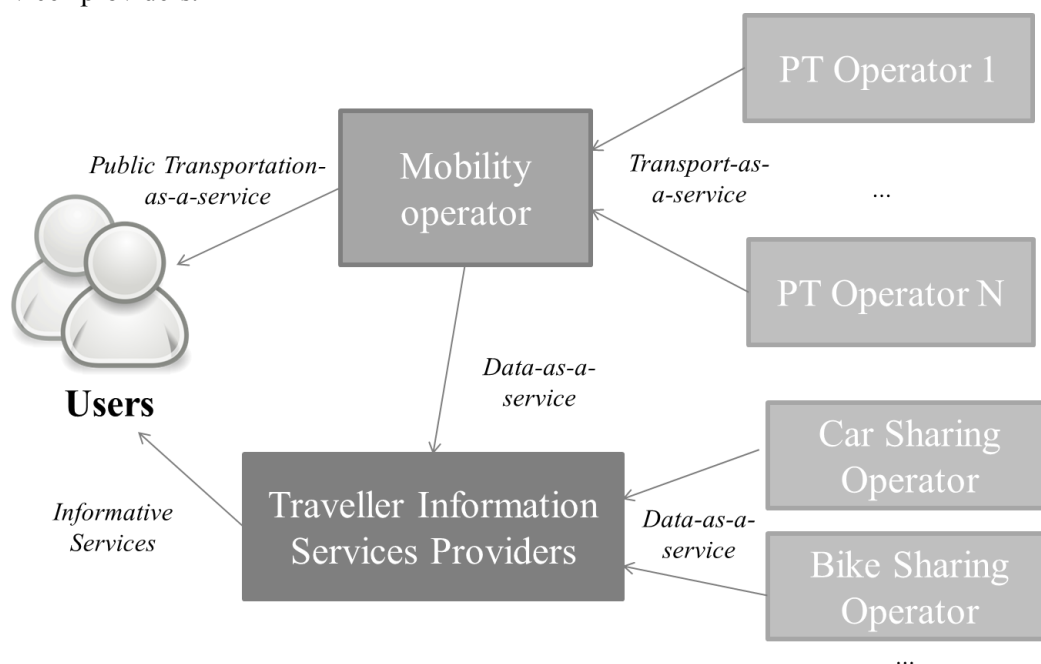 PT Operator 1
Mobility
operator
Public Transportation-
as-a-service
Transport-as-
a-service
...
PT Operator N
Data-as-a-
service
Users
Car Sharing
Operator
Traveller Information
Services Providers
Informative
Services
Data-as-a-
service
Bike Sharing
Operator
...